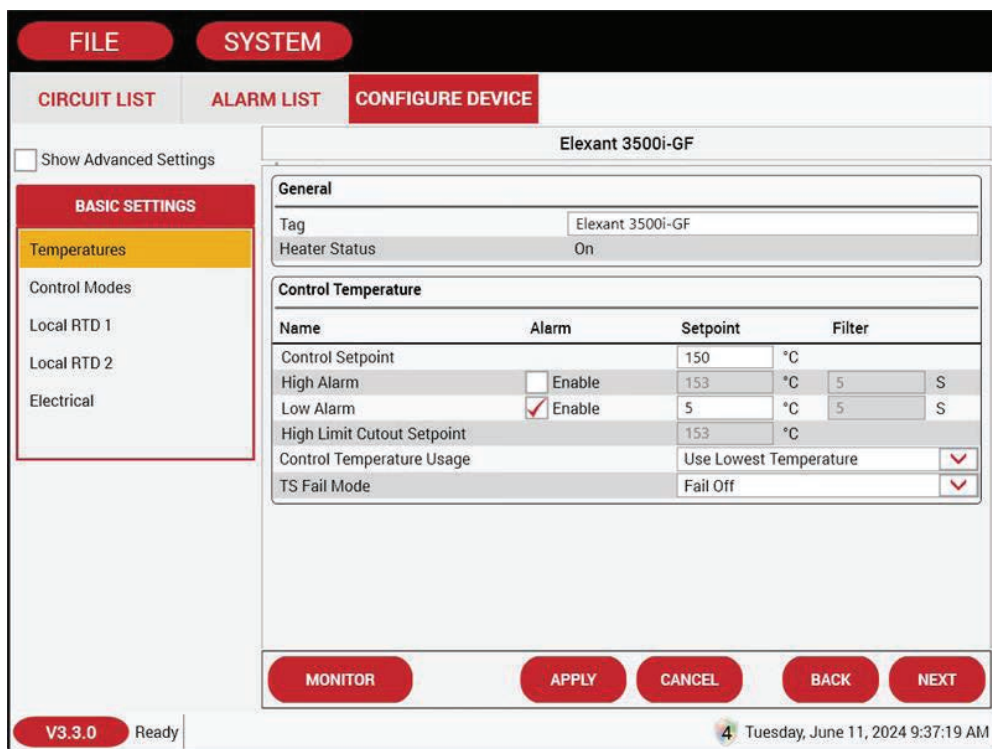 FILE SYSTEM
CIRCUIT LIST ALARM LIST CONFIGURE DEVICE
Elexant 3500i-GF
Show Advanced Settings
BASIC SETTINGS
Temperatures
Control Modes
Local RTD 1
Local RTD 2
Electrical
General
Tag Elexant 3500i-GF
Heater Status On
Control Temperature
Name Alarm Setpoint Filter
Control Setpoint 150 °C
High Alarm Enable 153 °C 5 S
Low Alarm Enable 5 °C 5 S
High Limit Cutout Setpoint 153 °C
Control Temperature Usage Use Lowest Temperature
TS Fail Mode Fail Off
MONITOR APPLY CANCEL BACK NEXT
V3.3.0 Ready 4 Tuesday, June 11, 2024 9:37:19 AM